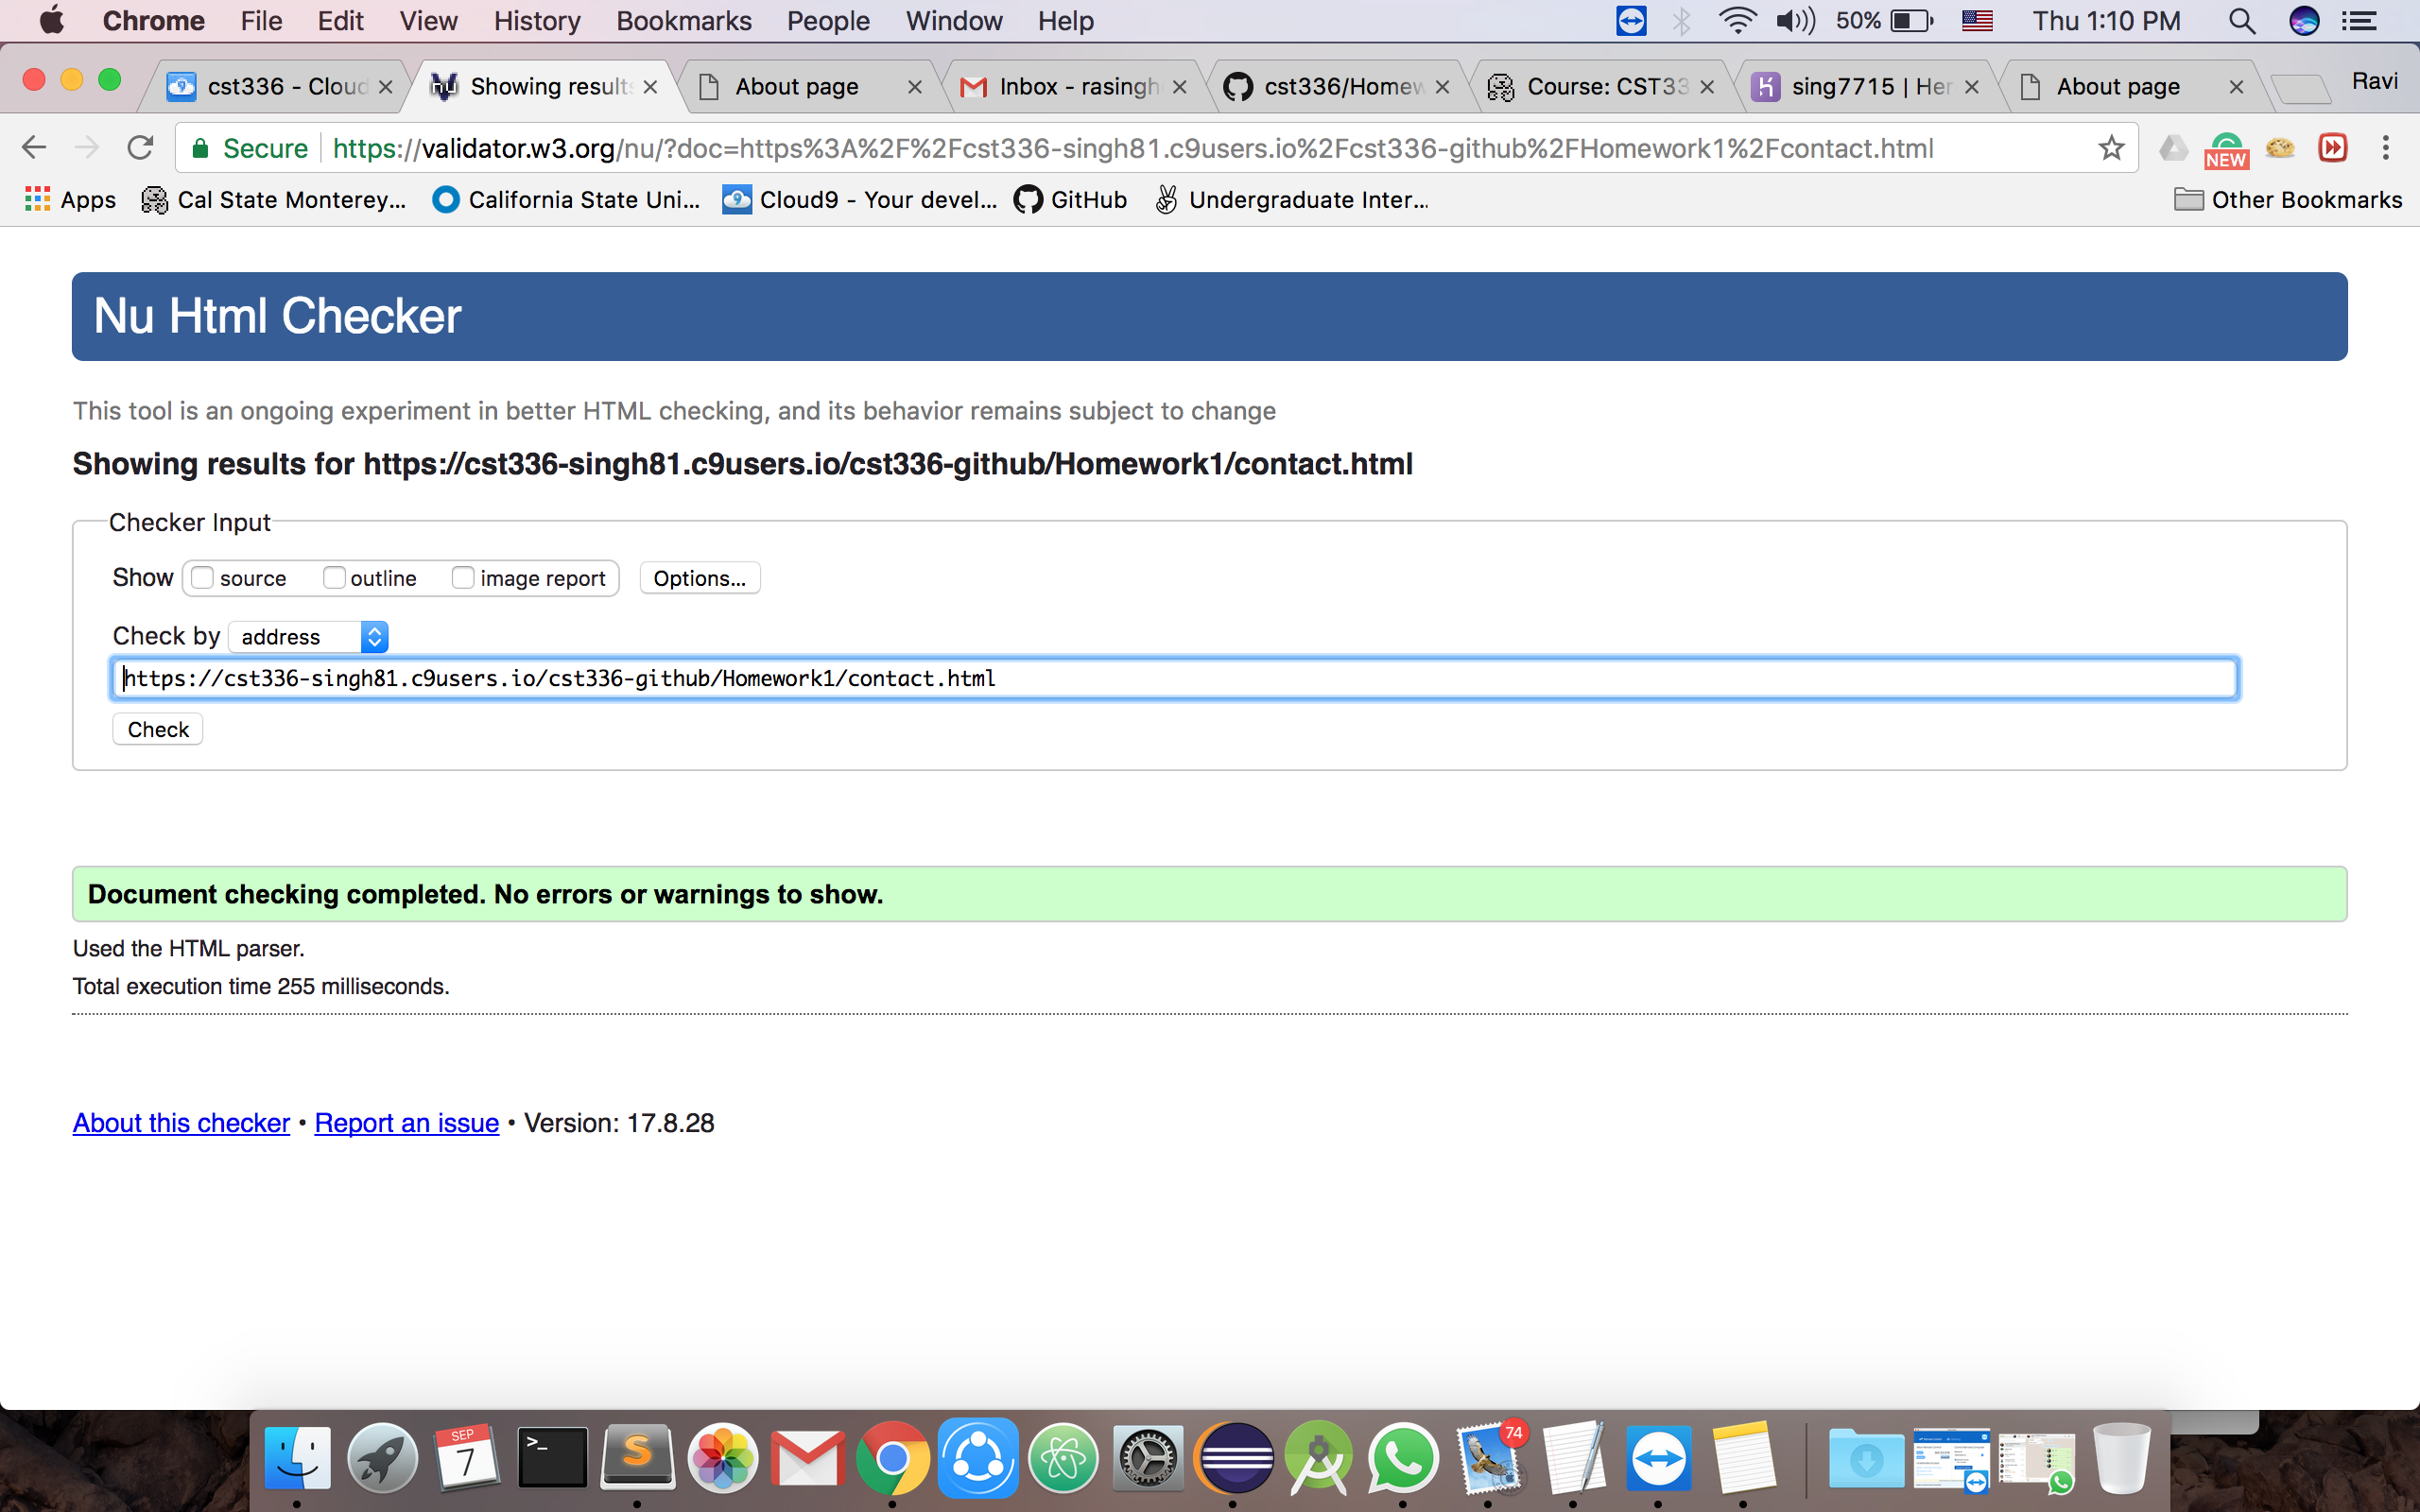 Chrome File Edit View History Bookmarks People Window Help 50% Thu 1:10 PM
cst336 - Cloud Showing results About page Inbox - rasingh cst336/Homew Course: CST33 sing7715 | Her About page Ravi
Secure https://validator.w3.org/nu/?doc=https%3A%2F%2Fcst336-singh81.c9users.io%2Fcst336-github%2FHomework1%2Fcontact.html NEW
Apps Cal State Monterey... California State Uni... Cloud9 - Your devel... GitHub Undergraduate Inter... Other Bookmarks
Nu Html Checker
This tool is an ongoing experiment in better HTML checking, and its behavior remains subject to change
Showing results for https://cst336-singh81.c9users.io/cst336-github/Homework1/contact.html
Checker Input
Show source outline image report Options...
Check by address
https://cst336-singh81.c9users.io/cst336-github/Homework1/contact.html
Check
Document checking completed. No errors or warnings to show.
Used the HTML parser.
Total execution time 255 milliseconds.
About this checker • Report an issue • Version: 17.8.28
SEP
7
74